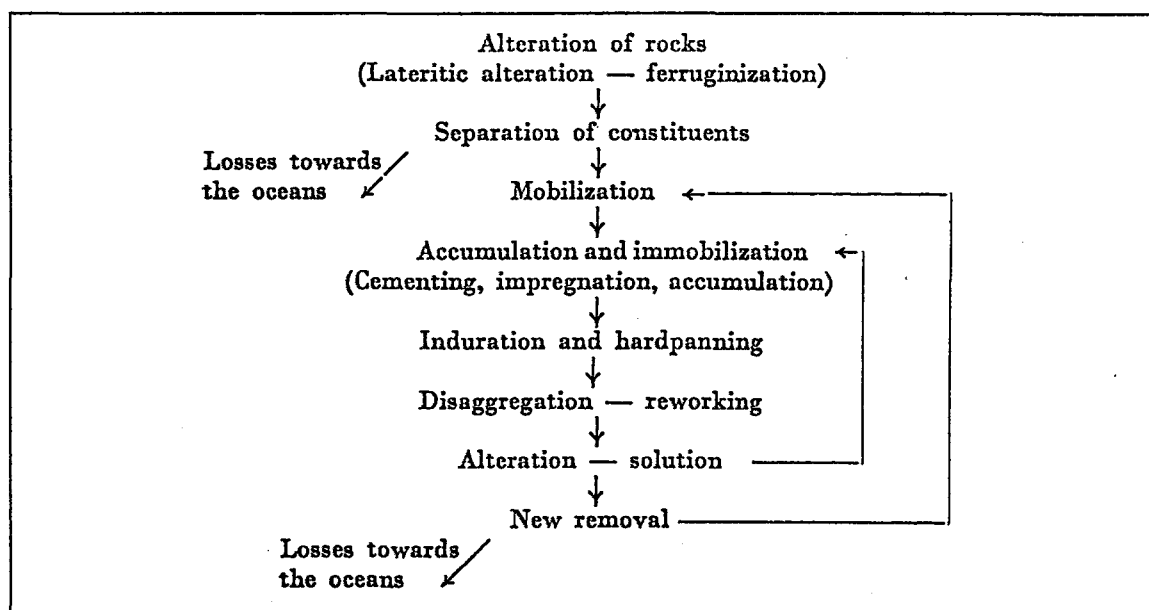 Alteration of rocks
(Lateritic alteration — ferruginization)
Separation of constituents
Losses towards
the oceans
Mobilization
Accumulation and immobilization
(Cementing, impregnation, accumulation)
Induration and hardpanning
Disaggregation — reworking
Alteration — solution
New removal
Losses towards
the oceans